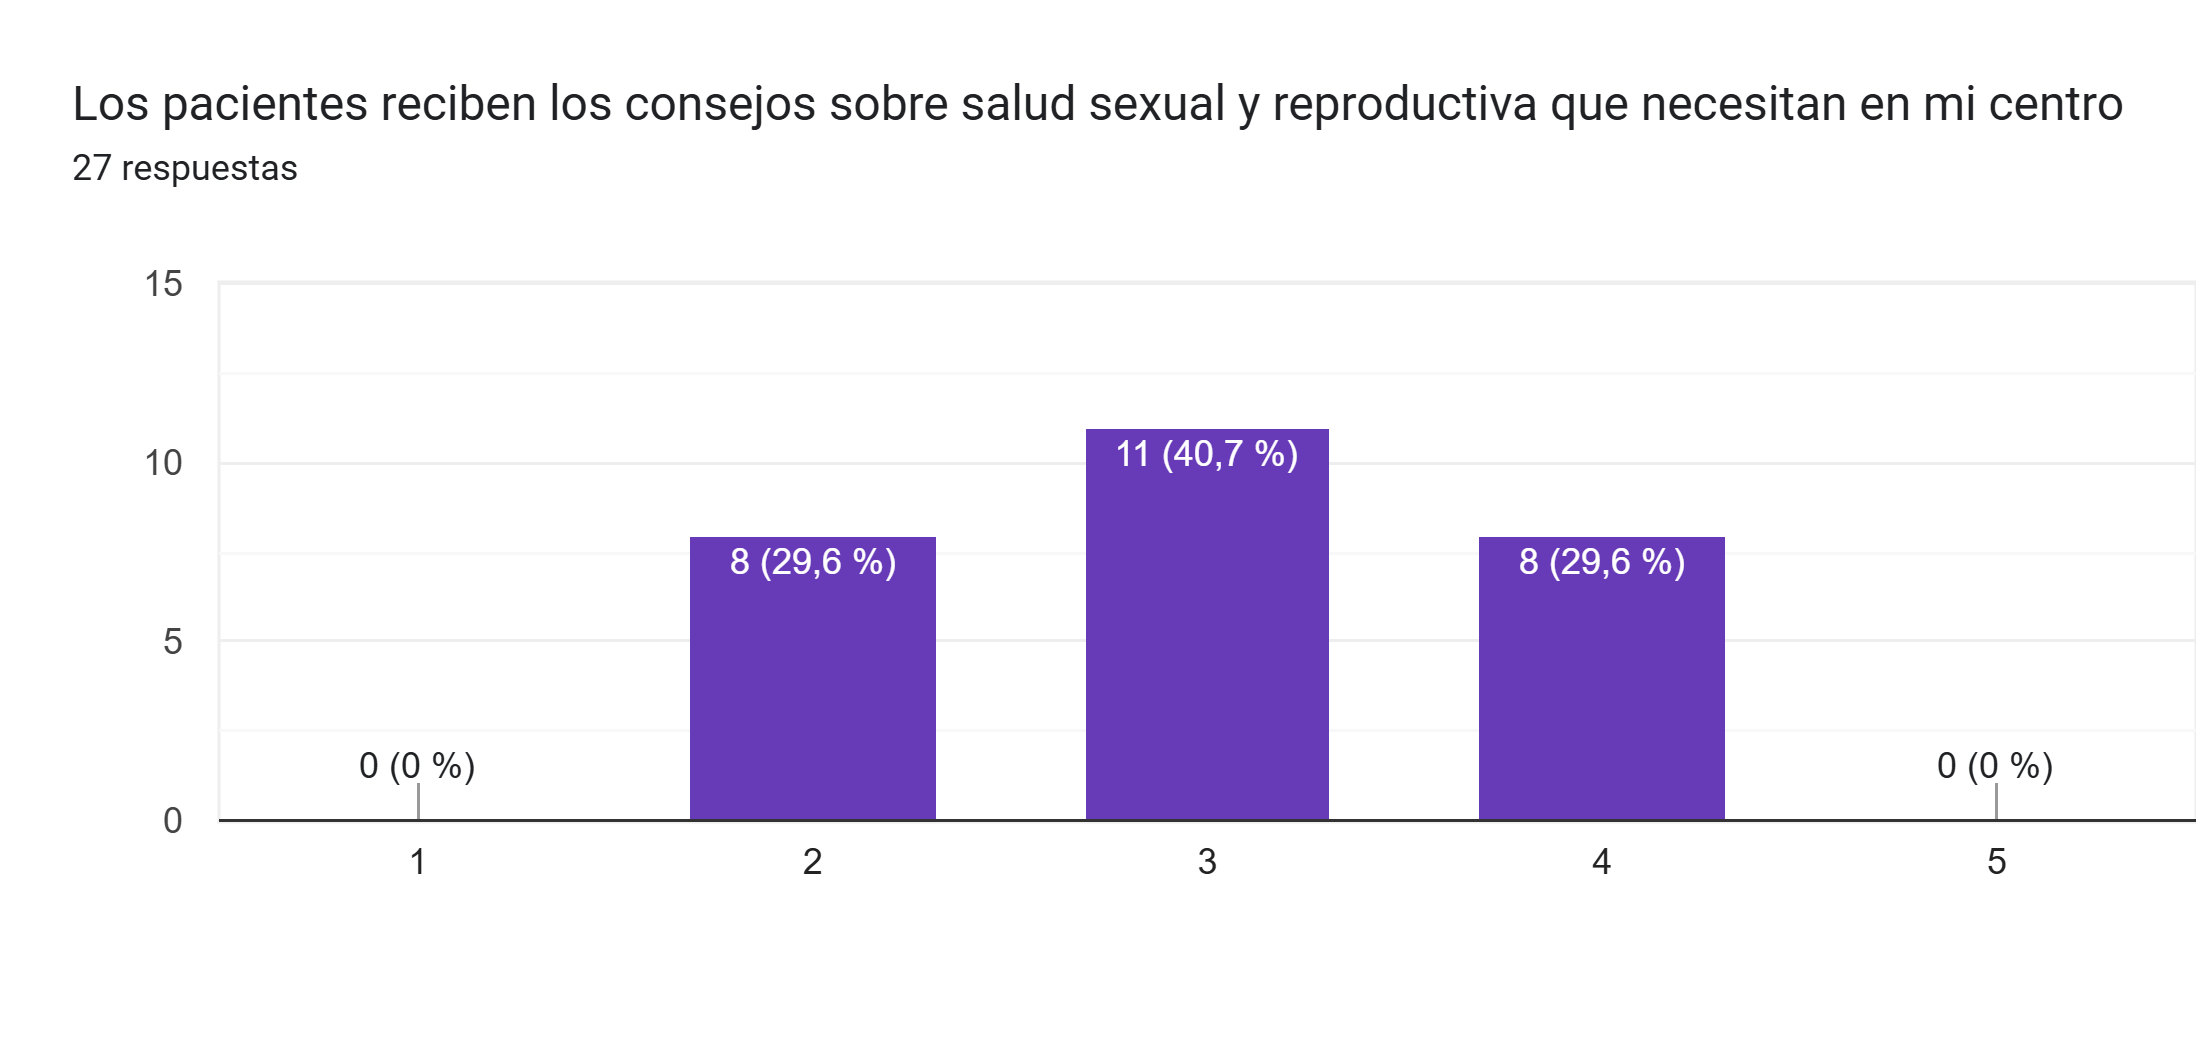 Los pacientes reciben los consejos sobre salud sexual y reproductiva que necesitan en mi centro
27 respuestas
15
10
5
0
0 (0 %)
8 (29,6 %)
11 (40,7 %)
8 (29,6 %)
0 (0 %)
1
2
3
4
5